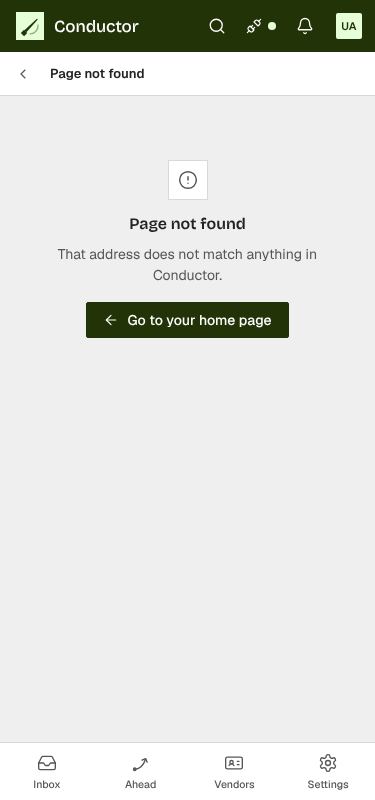 Conductor
UA
Page not found
Page not found
That address does not match anything in
Conductor.
Go to your home page
Inbox
Ahead
Vendors
Settings